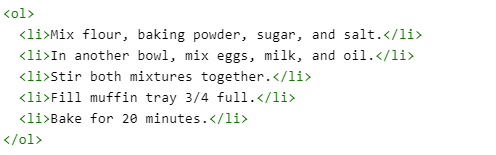 <ol>
  <li>Mix flour, baking powder, sugar, and salt.</li>
  <li>In another bowl, mix eggs, milk, and oil.</li>
  <li>Stir both mixtures together.</li>
  <li>Fill muffin tray 3/4 full.</li>
  <li>Bake for 20 minutes.</li>
</ol>